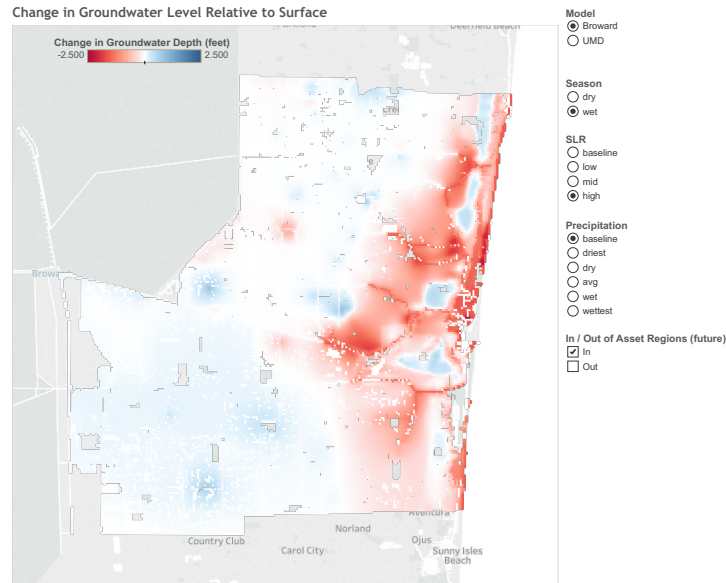 Change in Groundwater Level Relative to Surface
Deerfield Beach
Change in Groundwater Depth (feet)
-2.500
2.500
Browa
Aventura
Norland
Country Club
Carol City
Ojus
Sunny Isles
Beach
Model
Broward
UMD
Season
dry
wet
SLR
baseline
low
mid
high
Precipitation
baseline
driest
dry
avg
wet
wettest
In / Out of Asset Regions (future)
In
Out